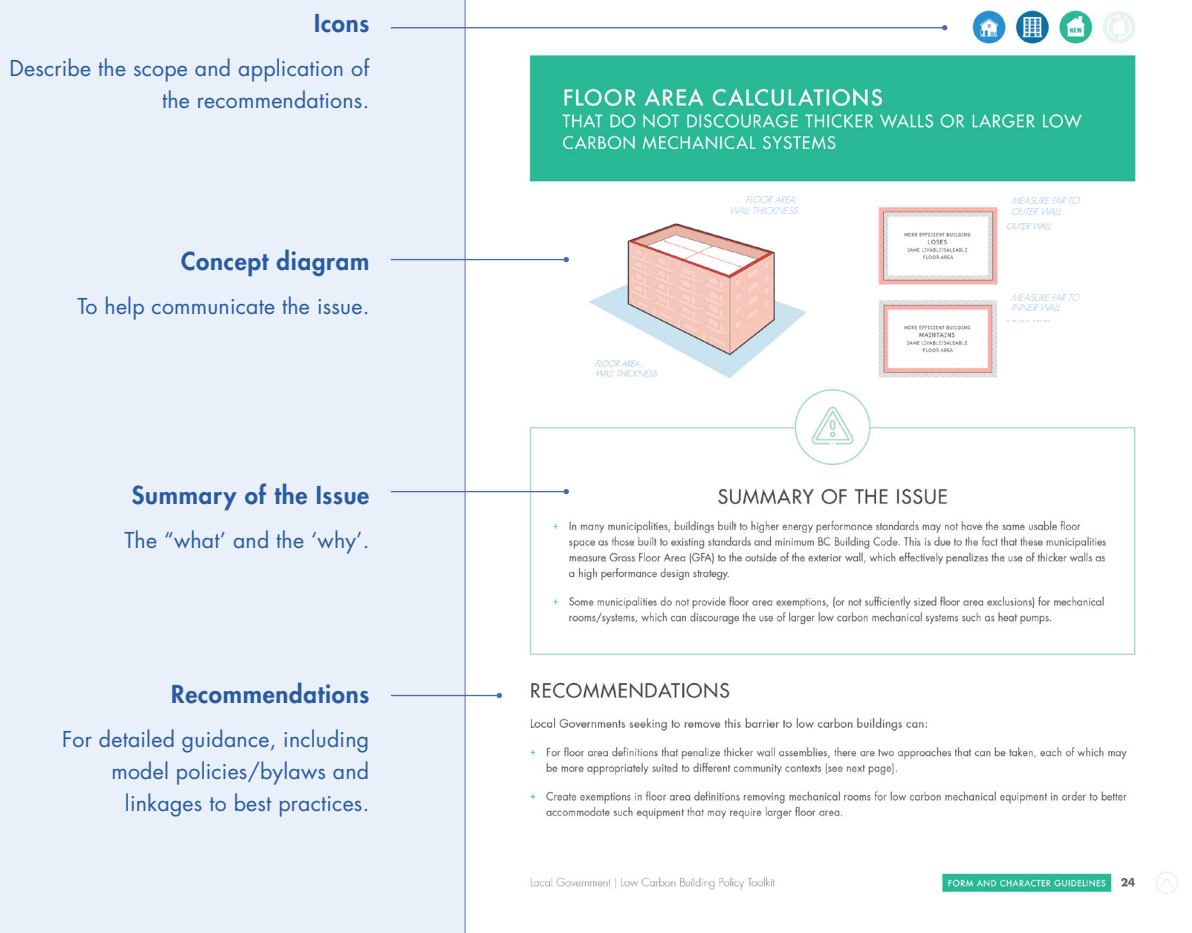 Icons
Describe the scope and application of
the recommendations.
Concept diagram
To help communicate the issue.
Summary of the Issue
The "what' and the 'why'.
Recommendations
For detailed guidance, including
model policies/bylaws and
linkages to best practices.
NEW
FLOOR AREA CALCULATIONS
THAT DO NOT DISCOURAGE THICKER WALLS OR LARGER LOW
CARBON MECHANICAL SYSTEMS
FLOOR AREA:
WALL THICKNESS
FLOOR AREA:
WALL THICKNESS
MORE EFFICIENT BUILDING
LOSES
SAME LIVABLE/SALEABLE
FLOOR AREA
MEASURE FAR TO
OUTER WALL
OUTER WALL
MORE EFFICIENT BUILDING
MAINTAINS
SAME LIVABLE/SALEABLE
FLOOR AREA
MEASURE FAR TO
INNER WALL
SUMMARY OF THE ISSUE
+ In many municipalities, buildings built to higher energy performance standards may not have the same usable floor
space as those built to existing standards and minimum BC Building Code. This is due to the fact that these municipalities
measure Gross Floor Area (GFA) to the outside of the exterior wall, which effectively penalizes the use of thicker walls as
a high performance design strategy.
+ Some municipalities do not provide floor area exemptions, (or not sufficiently sized floor area exclusions) for mechanical
rooms/systems, which can discourage the use of larger low carbon mechanical systems such as heat pumps.
RECOMMENDATIONS
Local Governments seeking to remove this barrier to low carbon buildings can:
+ For floor area definitions that penalize thicker wall assemblies, there are two approaches that can be taken, each of which may
be more appropriately suited to different community contexts (see next page).
+ Create exemptions in floor area definitions removing mechanical rooms for low carbon mechanical equipment in order to better
accommodate such equipment that may require larger floor area.
Local Government | Low Carbon Building Policy Toolkit
FORM AND CHARACTER GUIDELINES 24